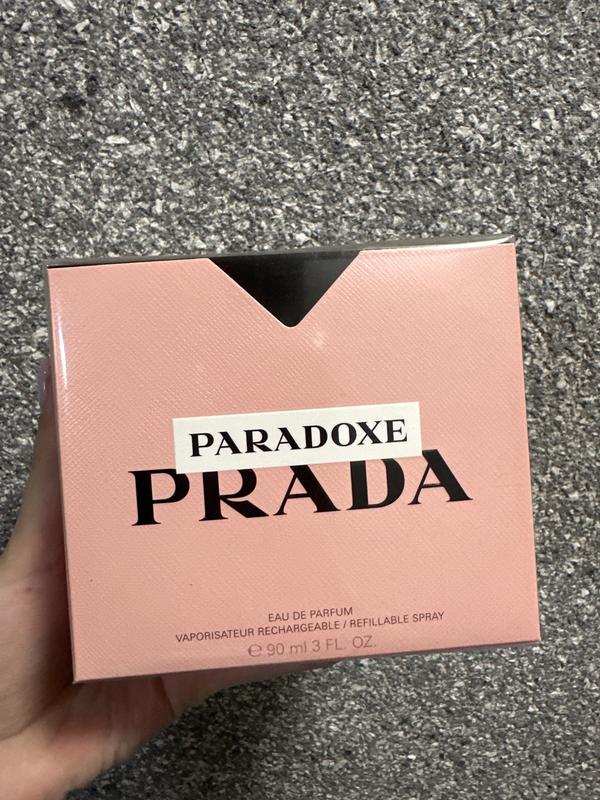 PARADOXE
PRADA
EAU DE PARFUM
VAPORISATEUR RECHARGEABLE / REFILLABLE SPRAY
℮ 90 ml 3 FL. OZ.